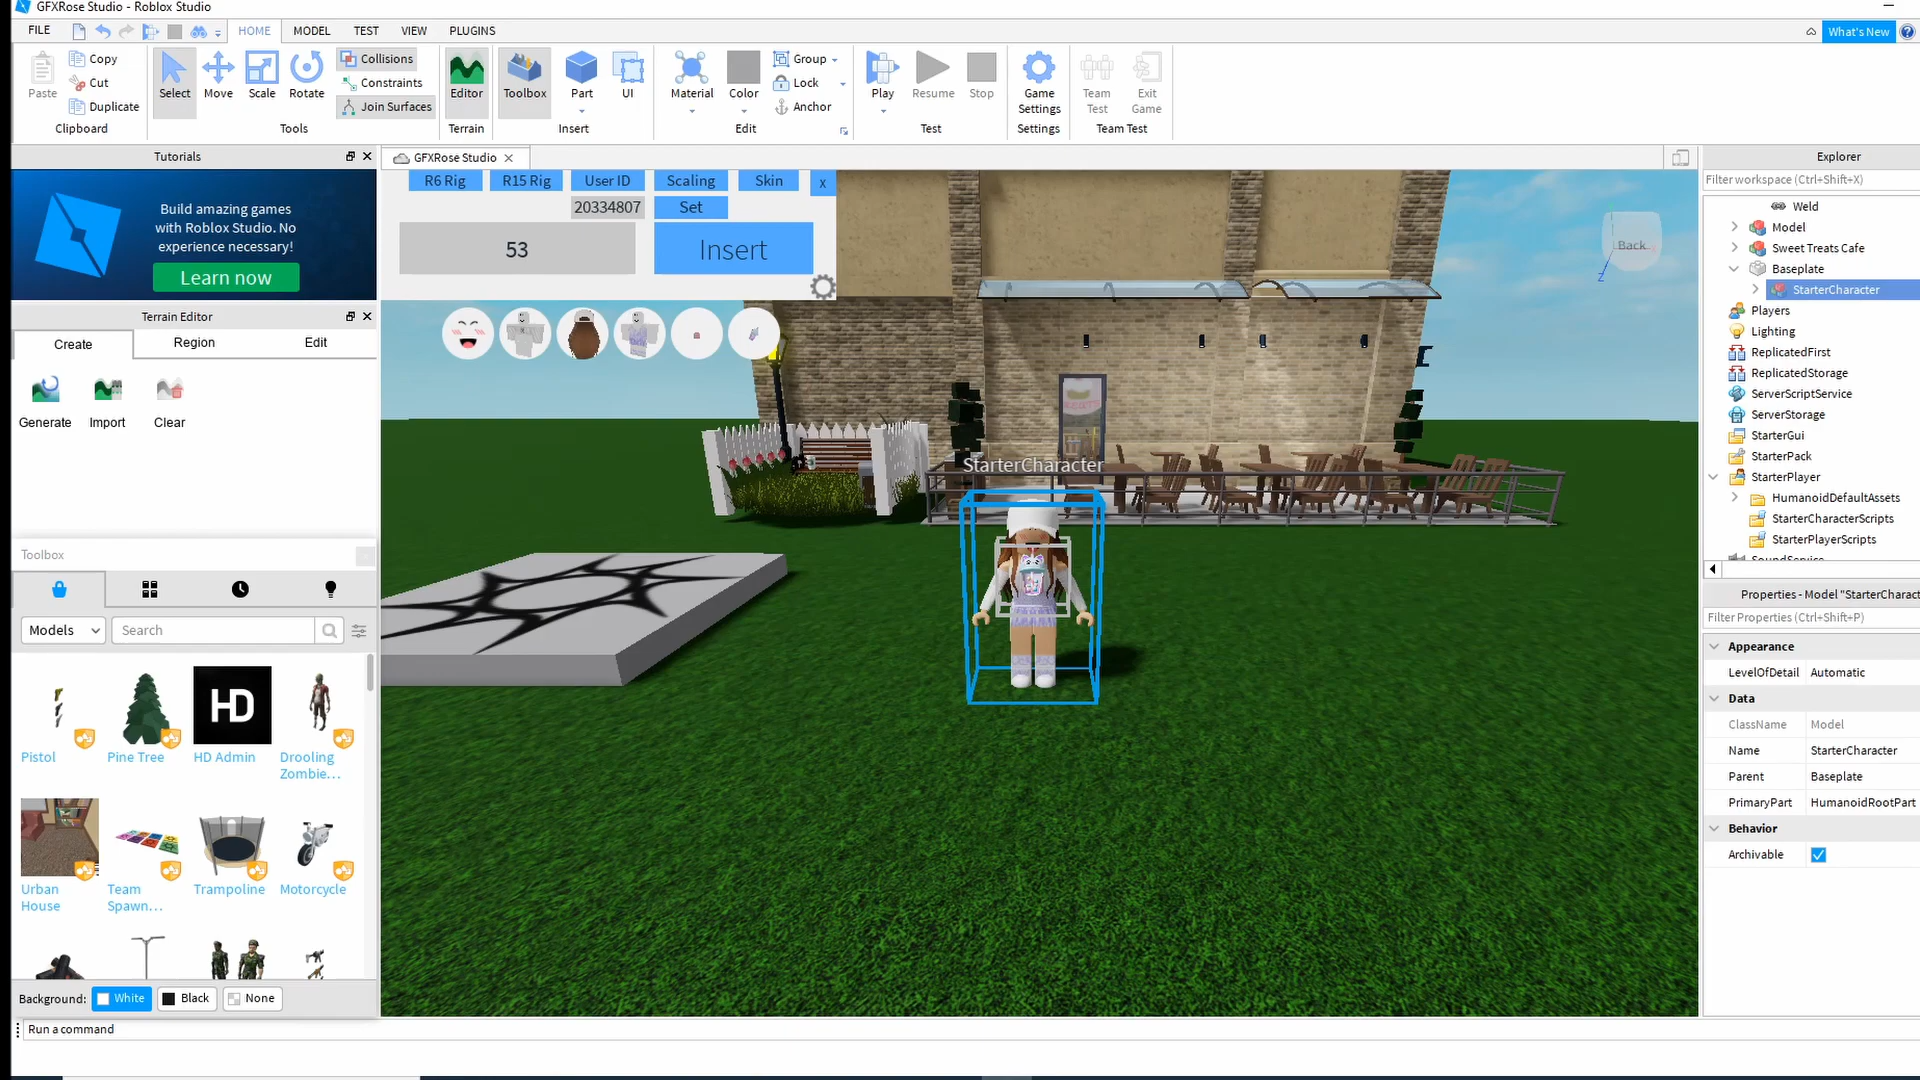 GFXRose Studio - Roblox Studio
FILE
HOME
MODEL
TEST
VIEW
PLUGINS
What's New
Paste
Copy
Cut
Duplicate
Clipboard
Select
Move
Scale
Rotate
Collisions
Constraints
Join Surfaces
Tools
Editor
Terrain
Toolbox
Part
UI
Insert
Material
Color
Group
Lock
Anchor
Edit
Play
Resume
Stop
Test
Game
Settings
Settings
Team
Test
Exit
Game
Team Test
Tutorials
Build amazing games
with Roblox Studio. No
experience necessary!
Learn now
Terrain Editor
Create
Region
Edit
Generate
Import
Clear
Toolbox
Models
Search
Pistol
Pine Tree
HD
HD Admin
Drooling
Zombie...
Urban
House
Team
Spawn...
Trampoline
Motorcycle
Background:
White
Black
None
Run a command
GFXRose Studio
R6 Rig
R15 Rig
User ID
Scaling
Skin
x
20334807
Set
53
Insert
Back
Z
StarterCharacter
Explorer
Filter workspace (Ctrl+Shift+X)
Weld
Model
Sweet Treats Cafe
Baseplate
StarterCharacter
Players
Lighting
ReplicatedFirst
ReplicatedStorage
ServerScriptService
ServerStorage
StarterGui
StarterPack
StarterPlayer
HumanoidDefaultAssets
StarterCharacterScripts
StarterPlayerScripts
SoundService
Properties - Model "StarterCharact
Filter Properties (Ctrl+Shift+P)
Appearance
LevelOfDetail Automatic
Data
ClassName Model
Name StarterCharacter
Parent Baseplate
PrimaryPart HumanoidRootPart
Behavior
Archivable